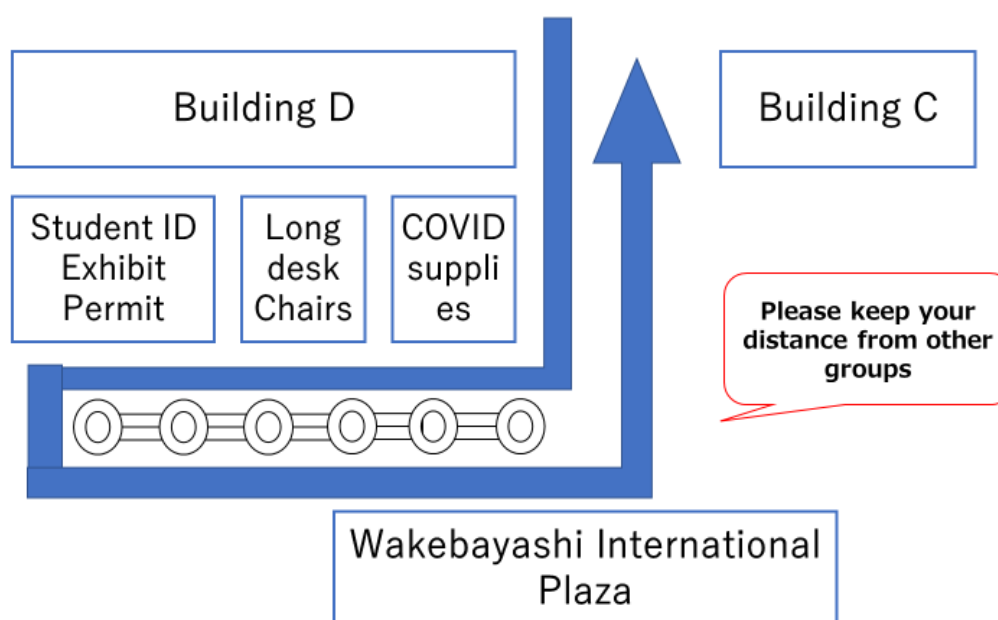 Building D
Building C
Student ID
Exhibit
Permit
Long
desk
Chairs
COVID
suppli
es
Please keep your
distance from other
groups
Wakebayashi International
Plaza